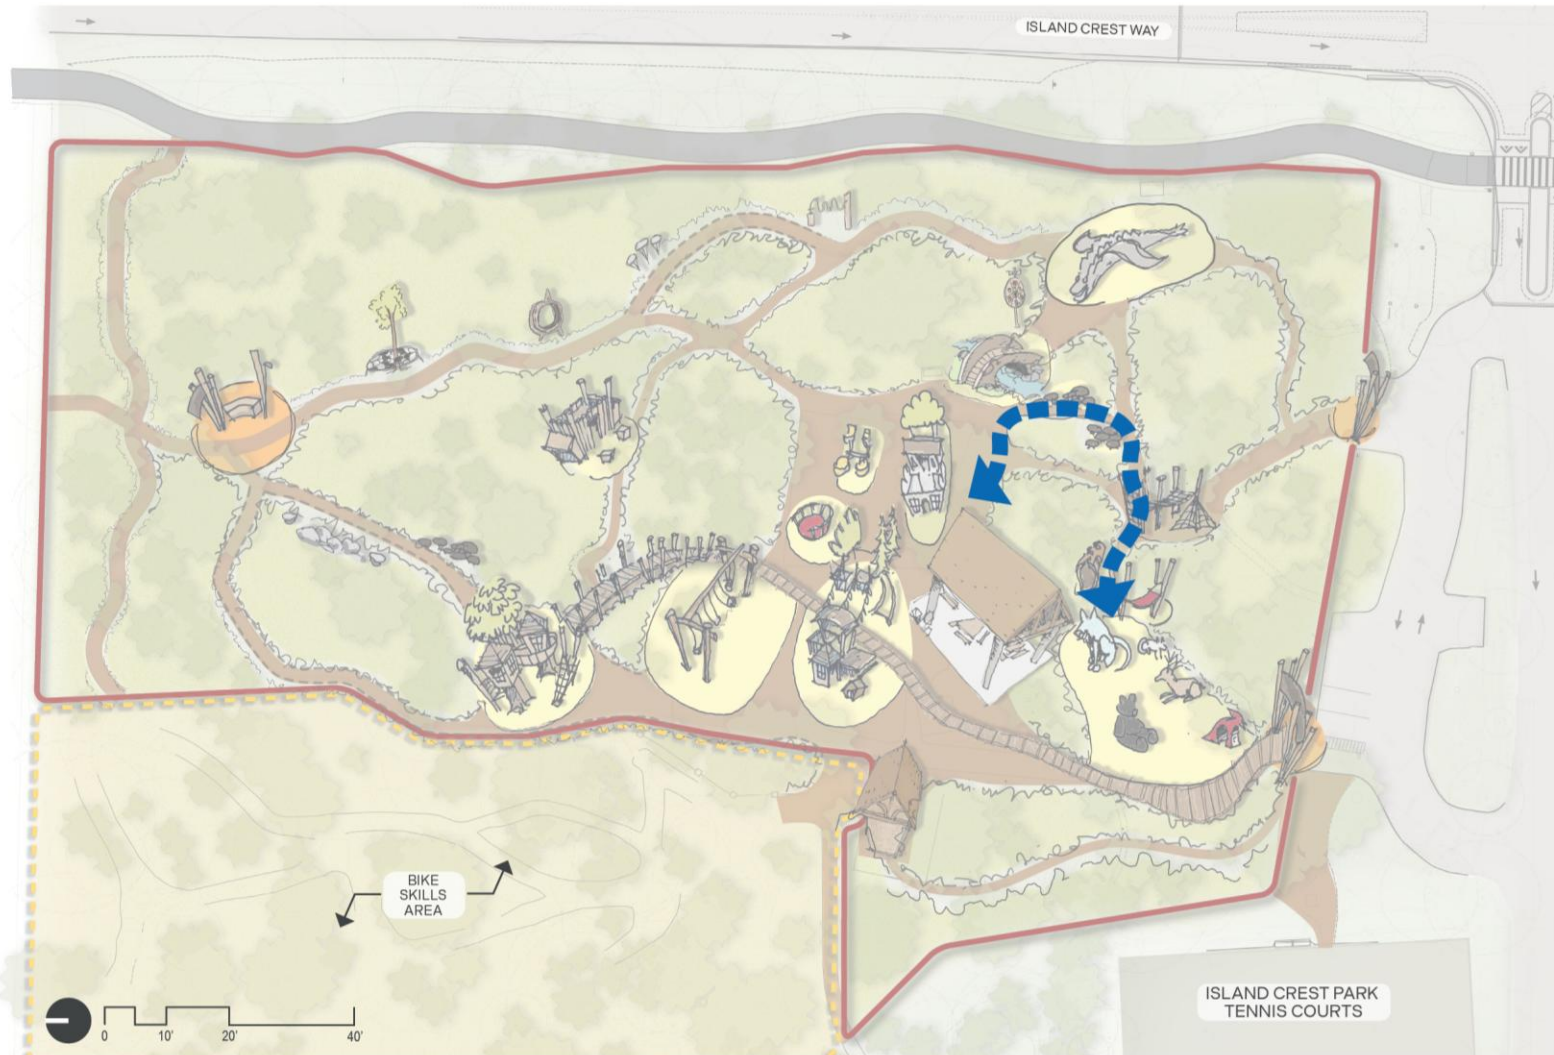 ISLAND CREST WAY
BIKE
SKILLS
AREA
ISLAND CREST PARK
TENNIS COURTS
0 10' 20' 40'